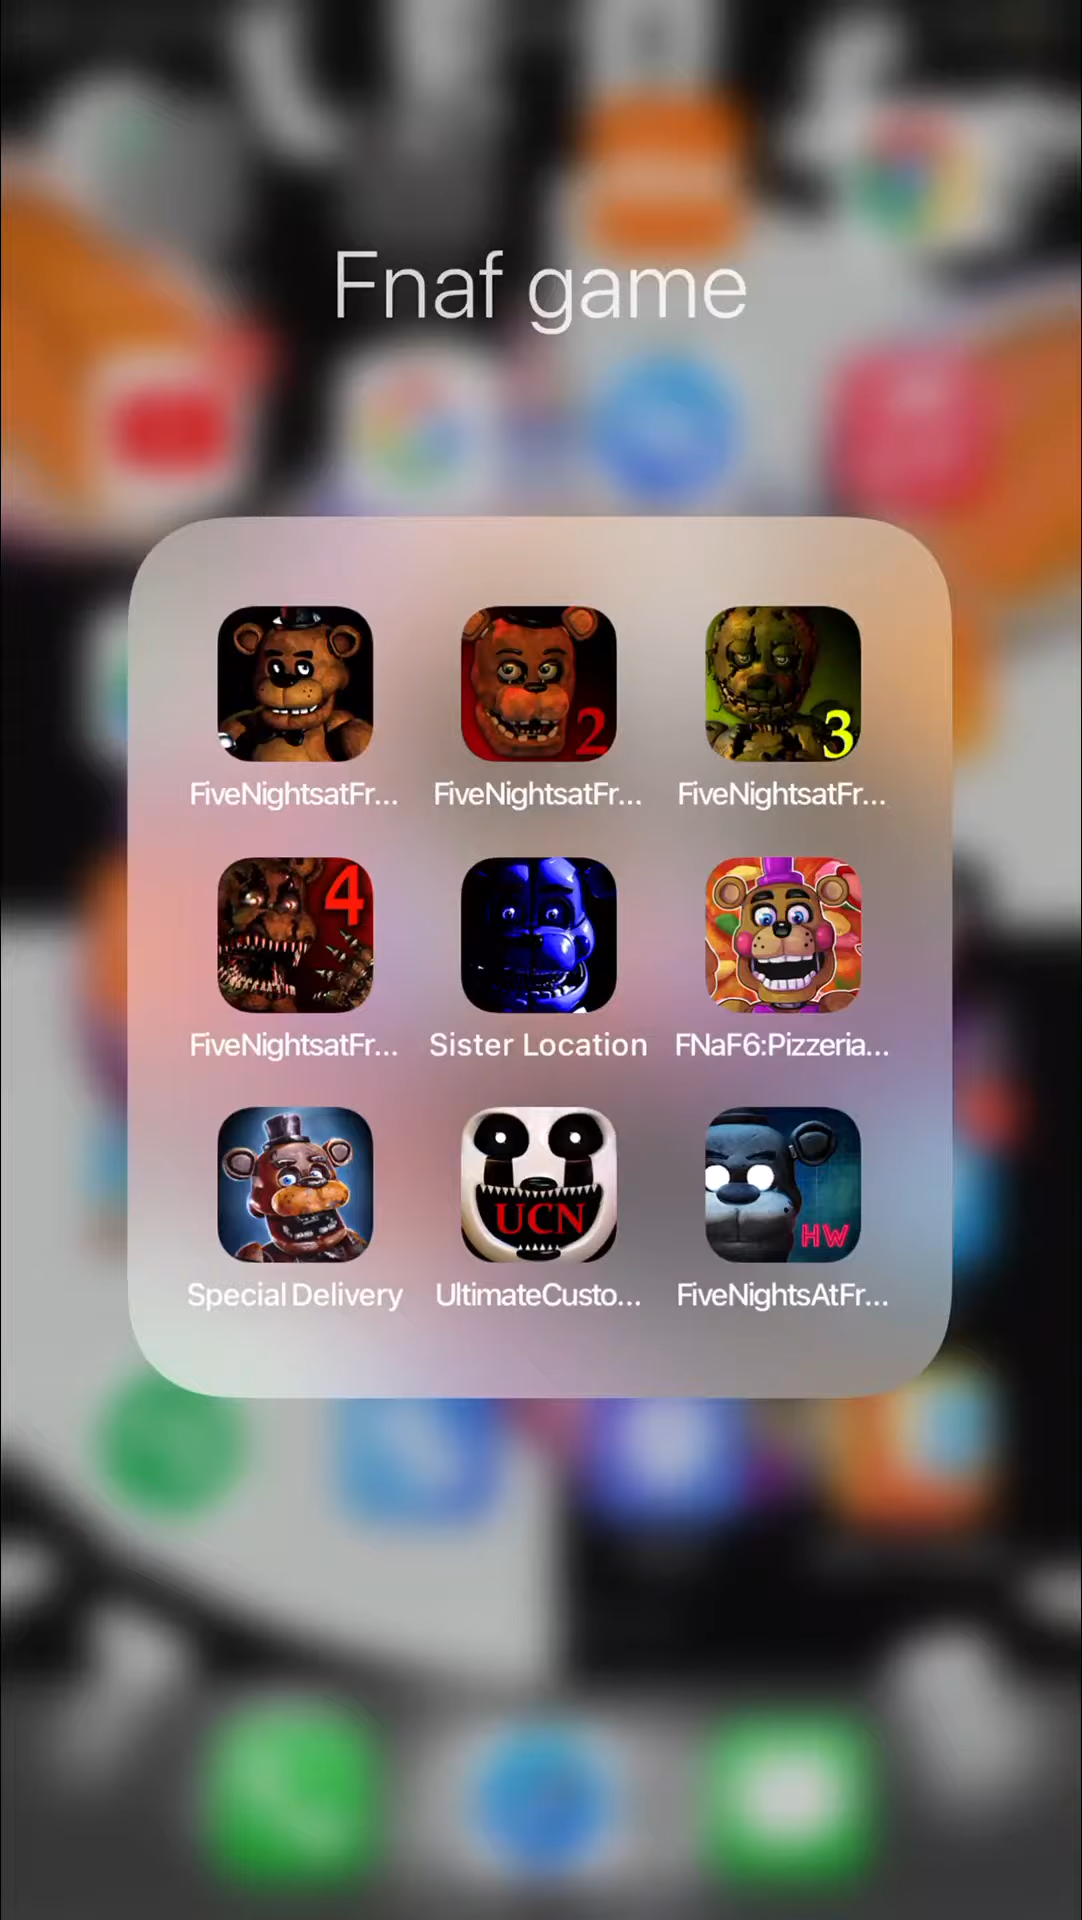 Fnaf game
2
3
FiveNightsatFr...
FiveNightsatFr...
FiveNightsatFr...
4
FiveNightsatFr...
Sister Location
FNaF6:Pizzeria...
UCN
HW
Special Delivery
UltimateCusto...
FiveNightsAtFr...